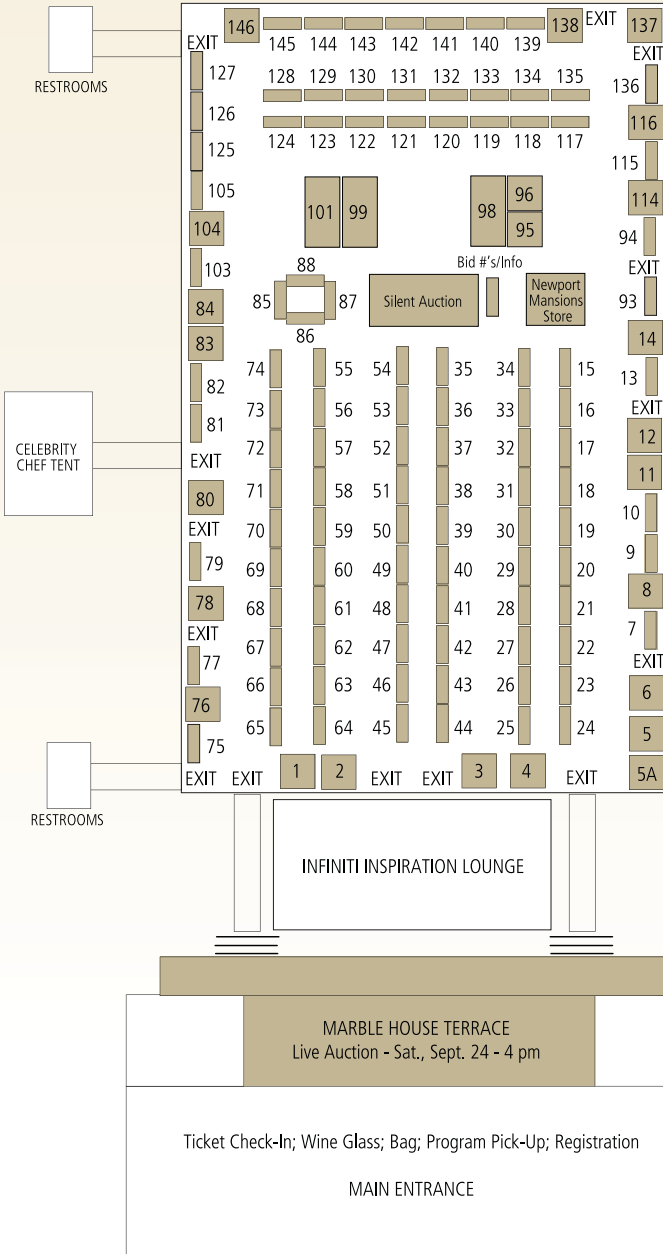 146 138 EXIT 137
EXIT 145 144 143 142 141 140 139 EXIT
RESTROOMS
127 128 129 130 131 132 133 134 135 136
126 116
124 123 122 121 120 119 118 117
125 115
105 101 99 98 96 114
104 95 94
103 88 Bid #'s/Info EXIT
84 85 87 Silent Auction Newport
Mansions
Store 93
83 86 14
82 74 55 54 35 34 15 13
81 73 56 53 36 33 16 EXIT
CELEBRITY
CHEF TENT
EXIT 72 57 52 37 32 17 12
80 71 58 51 38 31 18 11
EXIT 70 59 50 39 30 19 10
79 69 60 49 40 29 20 9
78 68 61 48 41 28 21 8
EXIT 67 62 47 42 27 22 7
77 66 63 46 43 26 23 EXIT
76 6
75 65 64 45 44 25 24 5
EXIT EXIT 1 2 EXIT EXIT 3 4 EXIT 5A
RESTROOMS
INFINITI INSPIRATION LOUNGE
MARBLE HOUSE TERRACE
Live Auction - Sat., Sept. 24 - 4 pm
Ticket Check-In; Wine Glass; Bag; Program Pick-Up; Registration
MAIN ENTRANCE